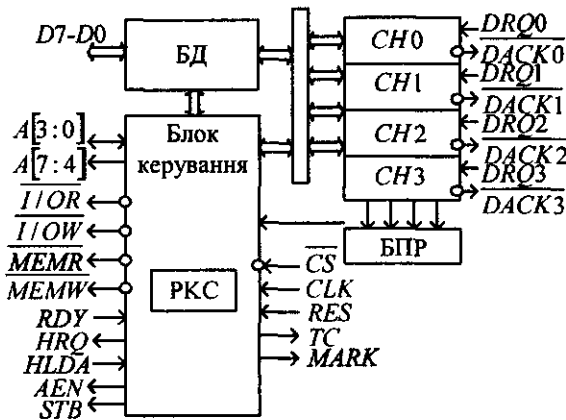 D7-D0
БД
A[3:0]
A[7:4]
Блок
керування
I/OR
I/OW
MEMR
MEMW
РКС
RDY
HRQ
HLDA
AEN
STB
CH0
CH1
CH2
CH3
DRQ0
DACK0
DRQ1
DACK1
DRQ2
DACK2
DRQ3
DACK3
БПР
CS
CLK
RES
TC
MARK